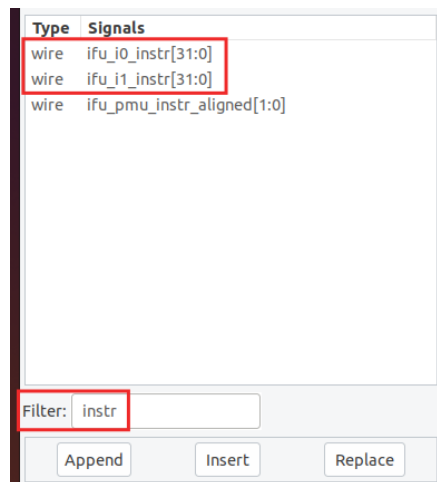 Type Signals
wire ifu_i0_instr[31:0]
wire ifu_i1_instr[31:0]
wire ifu_pmu_instr_aligned[1:0]
Filter: instr
Append Insert Replace